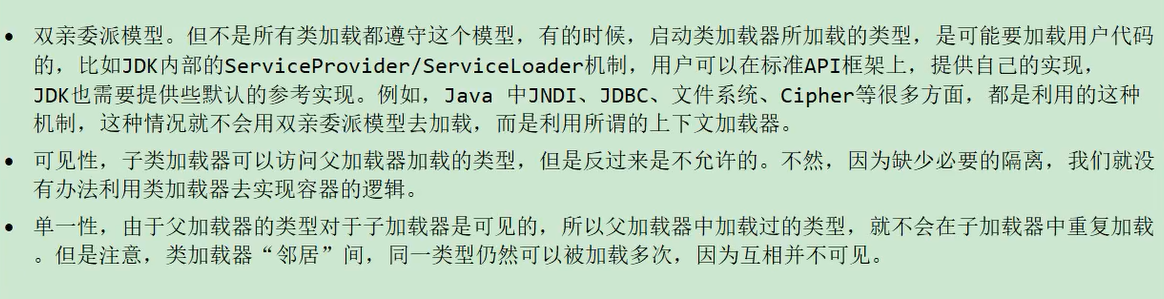 • 双亲委派模型。但不是所有类加载都遵守这个模型，有的时候，启动类加载器所加载的类型，是可能要加载用户代码
的，比如JDK内部的ServiceProvider/ServiceLoader机制，用户可以在标准API框架上，提供自己的实现，
JDK也需要提供些默认的参考实现。例如，Java 中JNDI、JDBC、文件系统、Cipher等很多方面，都是利用的这种
机制，这种情况就不会用双亲委派模型去加载，而是利用所谓的上下文加载器。
• 可见性，子类加载器可以访问父加载器加载的类型，但是反过来是不允许的。不然，因为缺少必要的隔离，我们就没
有办法利用类加载器去实现容器的逻辑。
• 单一性，由于父加载器的类型对于子加载器是可见的，所以父加载器中加载过的类型，就不会在子加载器中重复加载
。但是注意，类加载器“邻居”间，同一类型仍然可以被加载多次，因为互相并不可见。